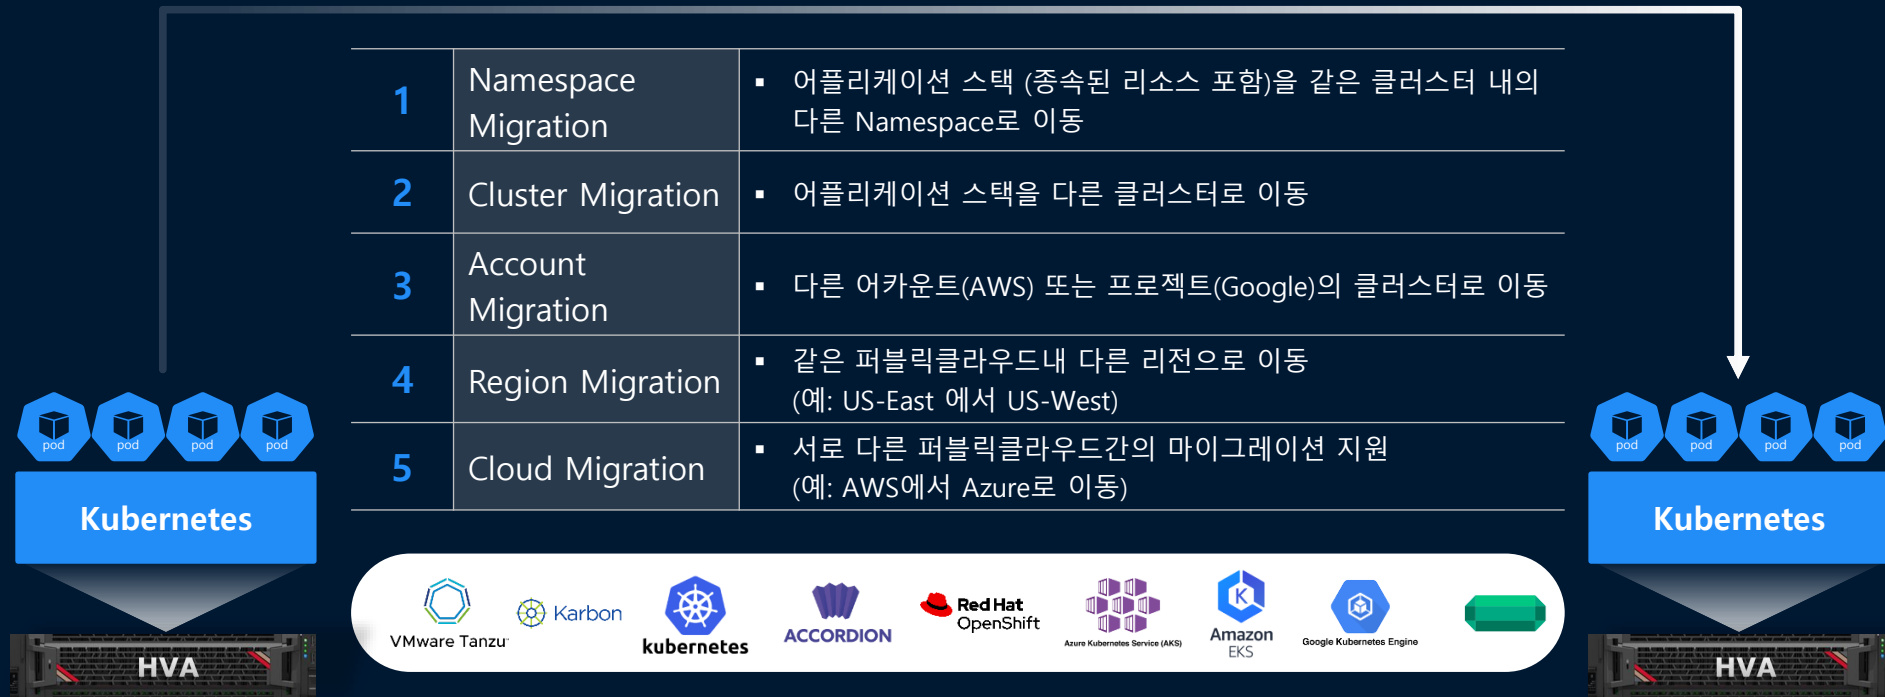 1
Namespace
Migration
▪ 어플리케이션 스택 (종속된 리소스 포함)을 같은 클러스터 내의
다른 Namespace로 이동
2
Cluster Migration
▪ 어플리케이션 스택을 다른 클러스터로 이동
3
Account
Migration
▪ 다른 어카운트(AWS) 또는 프로젝트(Google)의 클러스터로 이동
4
Region Migration
▪ 같은 퍼블릭클라우드내 다른 리전으로 이동
(예: US-East 에서 US-West)
5
Cloud Migration
▪ 서로 다른 퍼블릭클라우드간의 마이그레이션 지원
(예: AWS에서 Azure로 이동)
pod
pod
pod
pod
Kubernetes
HVA
VMware Tanzu
Karbon
kubernetes
ACCORDION
Red Hat
OpenShift
Azure Kubernetes Service (AKS)
K
Amazon
EKS
Google Kubernetes Engine
pod
pod
pod
pod
Kubernetes
HVA